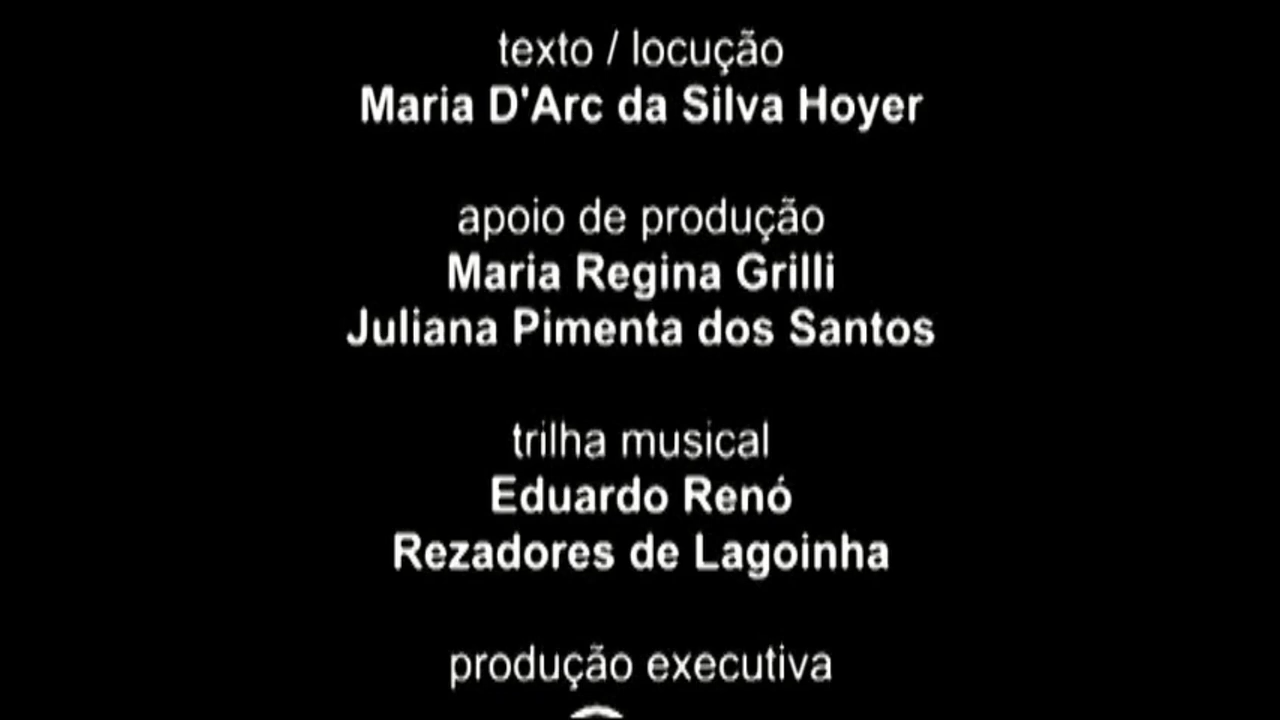 texto / locução
Maria D'Arc da Silva Hoyer
apoio de produção
Maria Regina Grilli
Juliana Pimenta dos Santos
trilha musical
Eduardo Renó
Rezadores de Lagoinha
produção executiva